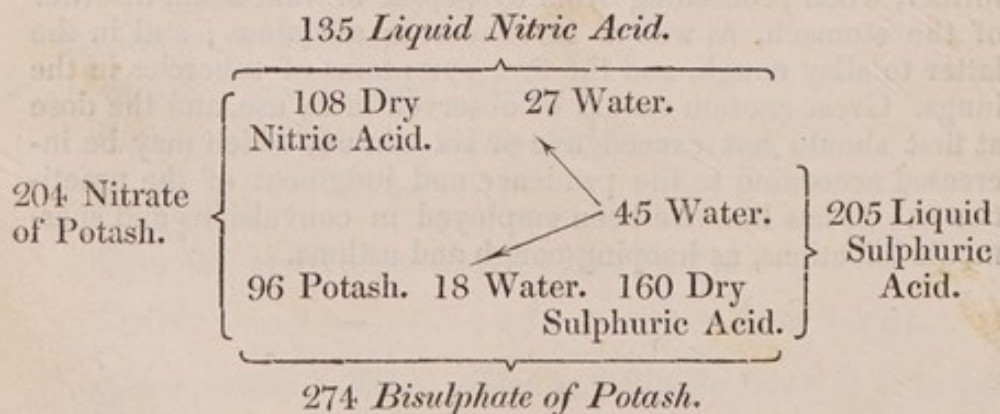 135 Liquid Nitric Acid.
108 Dry
Nitric Acid.
27 Water.
204 Nitrate
of Potash.
45 Water.
205 Liquid
Sulphuric
Acid.
96 Potash. 18 Water. 160 Dry
Sulphuric Acid.
274 Bisulphate of Potash.